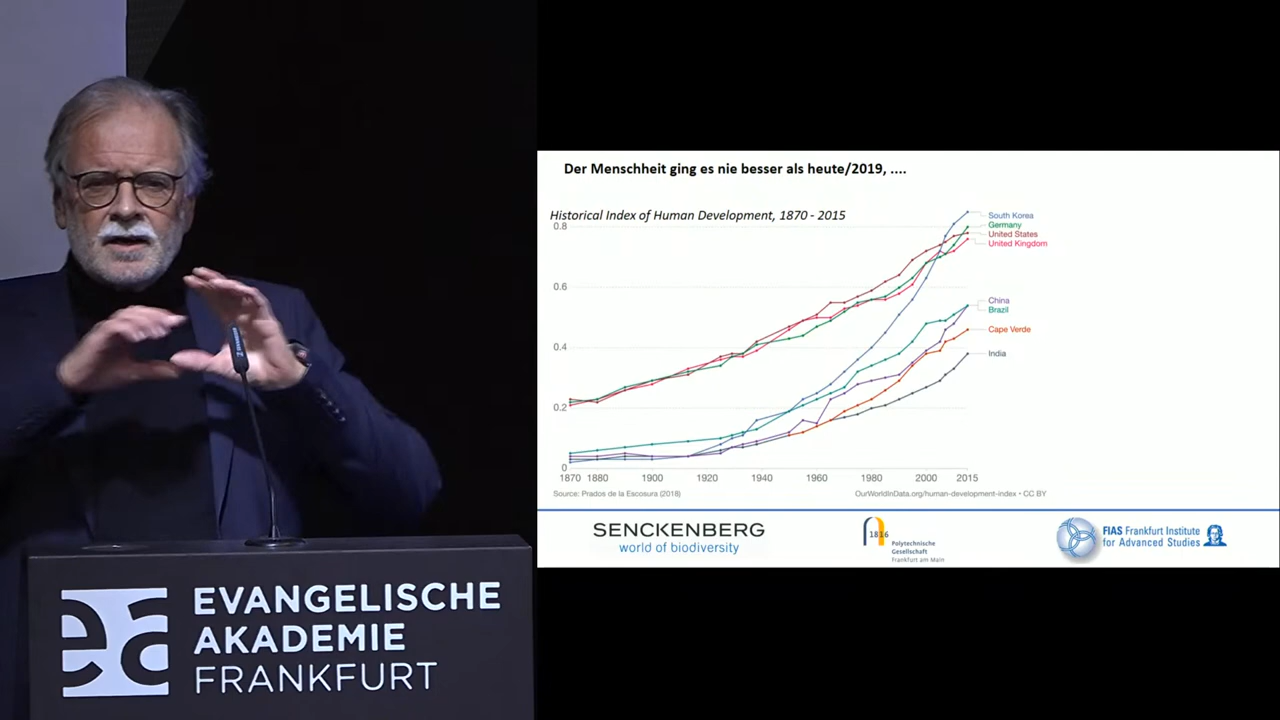 Der Menschheit ging es nie besser als heute/2019, ....
Historical Index of Human Development, 1870 - 2015
0.8
0.6
0.4
0.2
0
1870 1880 1900 1920 1940 1960 1980 2000 2015
South Korea
Germany
United States
United Kingdom
China
Brazil
Cape Verde
India
Source: Prados de la Escosura (2018)
OurWorldInData.org/human-development-index • CC BY
SENCKENBERG
world of biodiversity
1816
Polytechnische
Gesellschaft
Frankfurt am Main
FIAS Frankfurt Institute
for Advanced Studies
ea
EVANGELISCHE
AKADEMIE
FRANKFURT